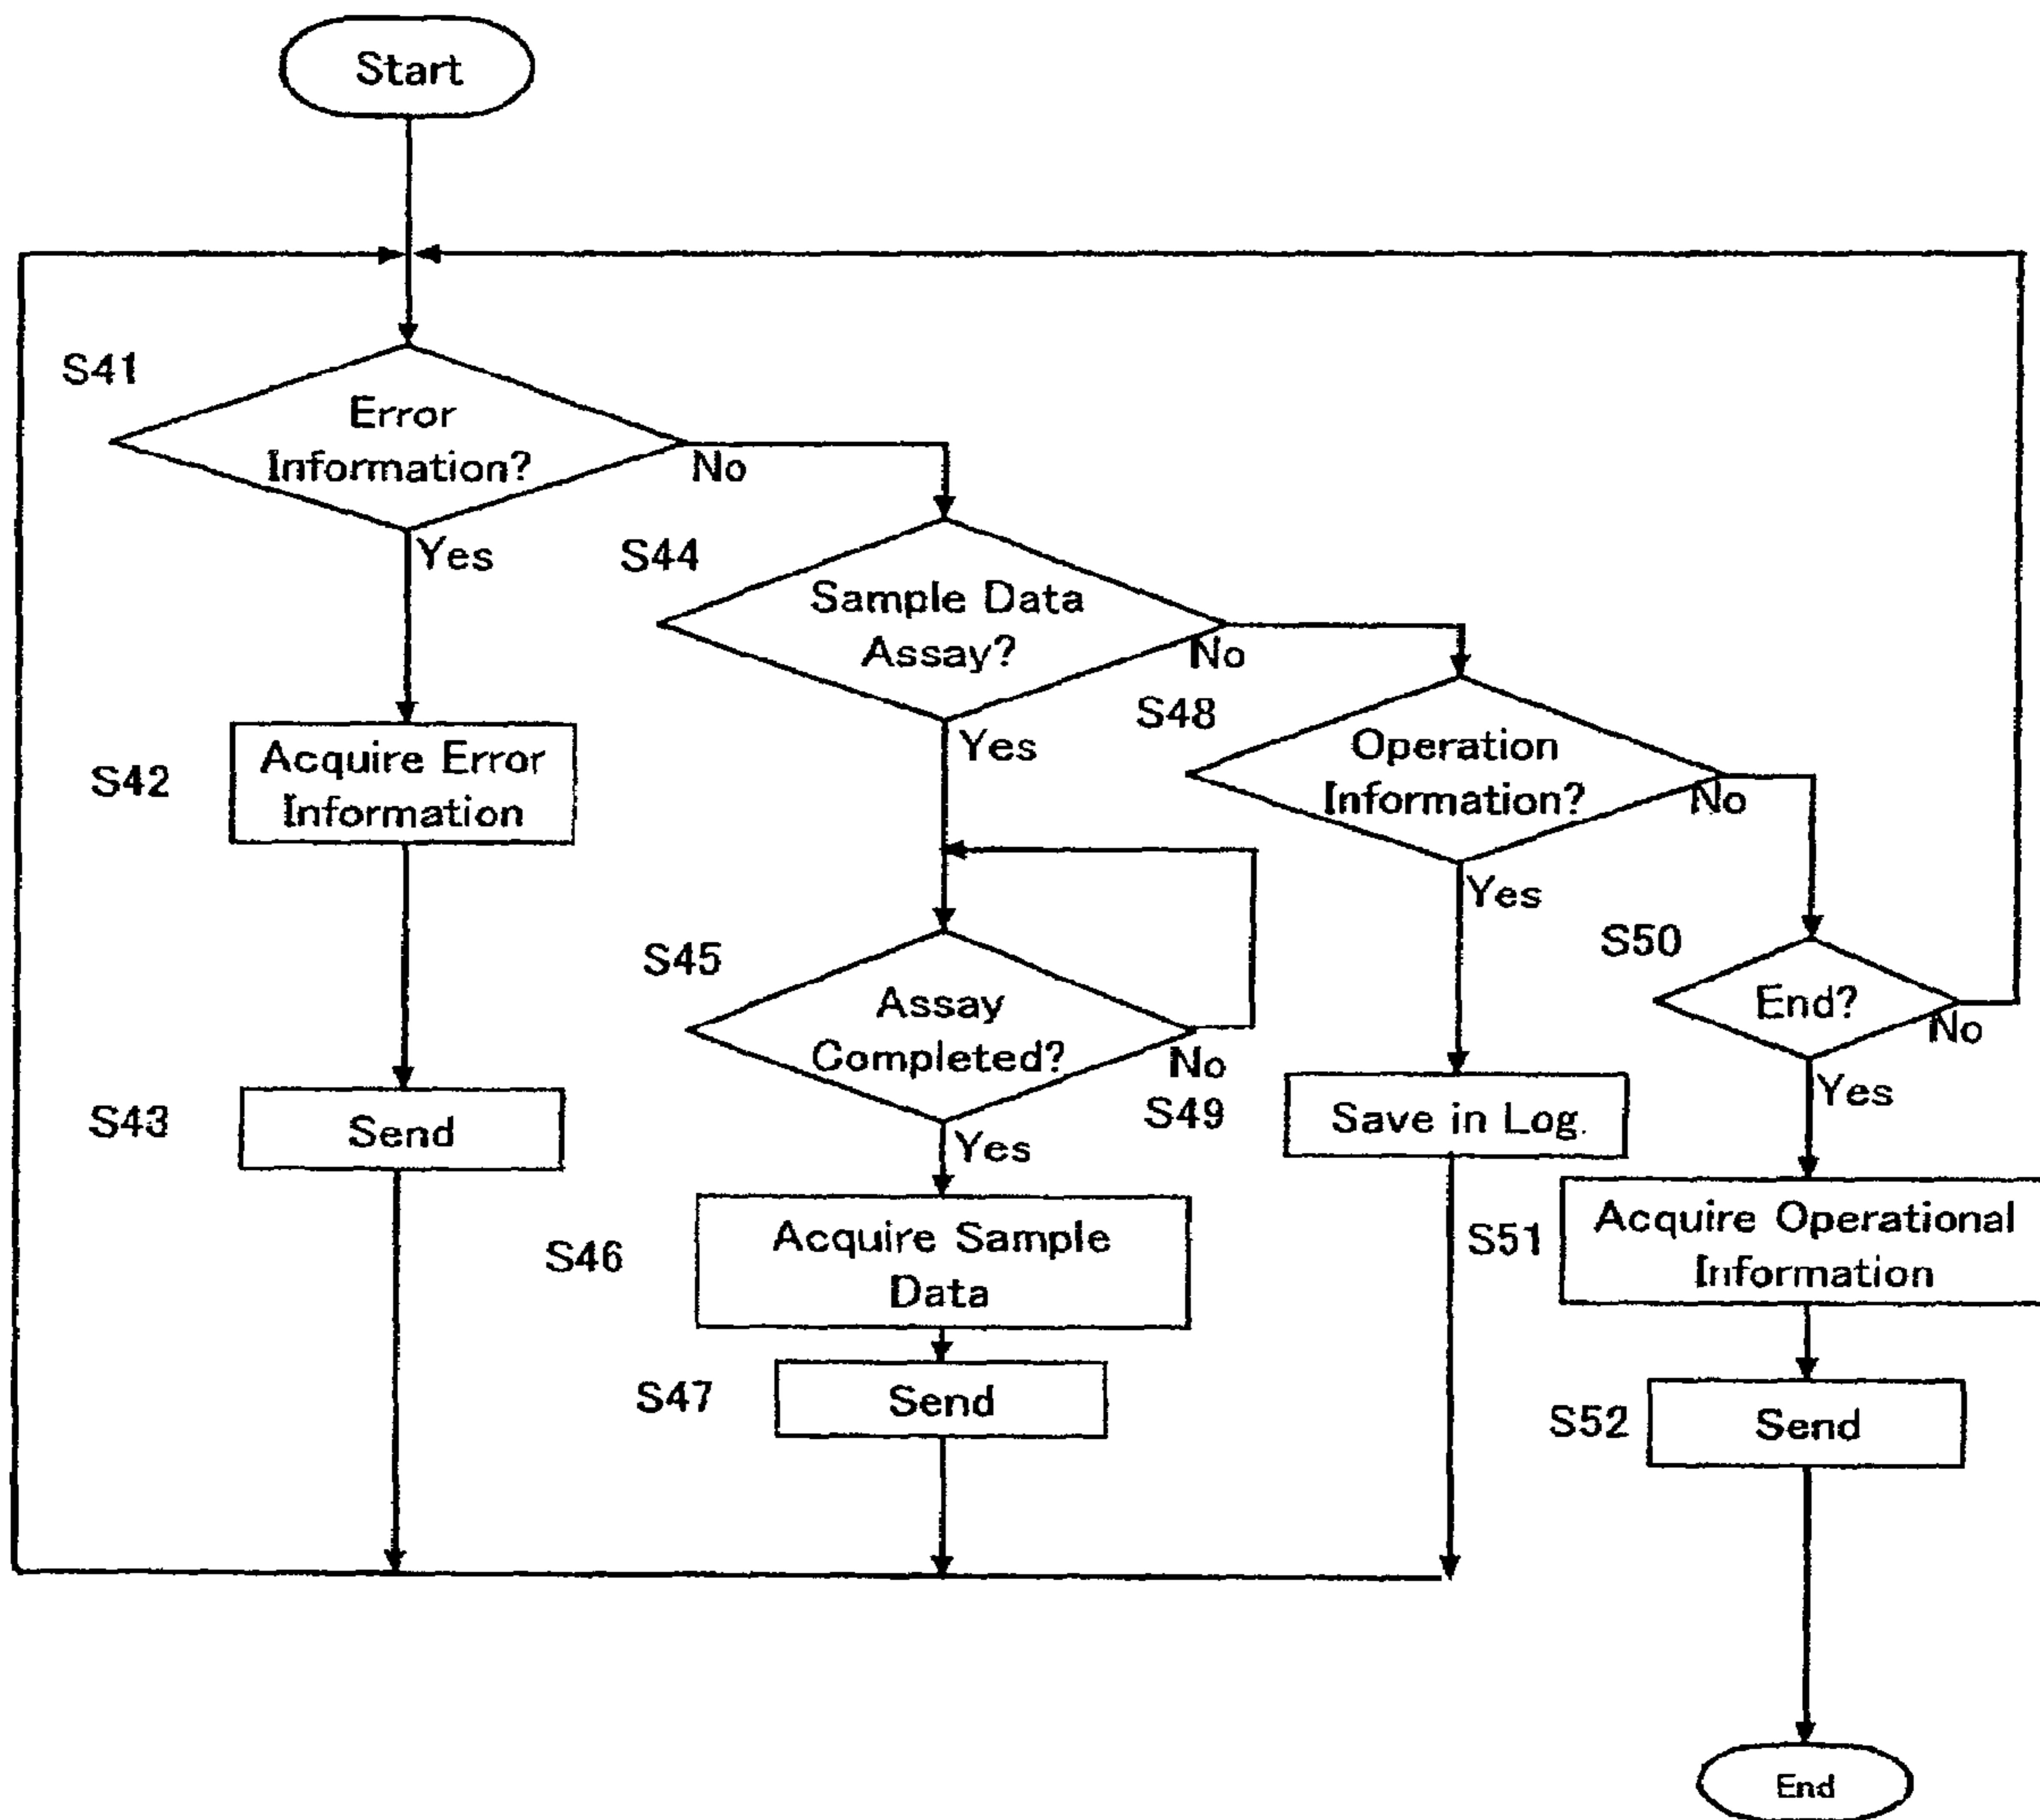 Start
S41
Error
Information?
No
Yes
S44
Sample Data
Assay?
No
Yes
S42
Acquire Error
Information
S48
Operation
Information?
No
Yes
S43
Send
S45
Assay
Completed?
No
Yes
S49
Save in Log.
S50
End?
No
Yes
S46
Acquire Sample
Data
S51
Acquire Operational
Information
S47
Send
S52
Send
End